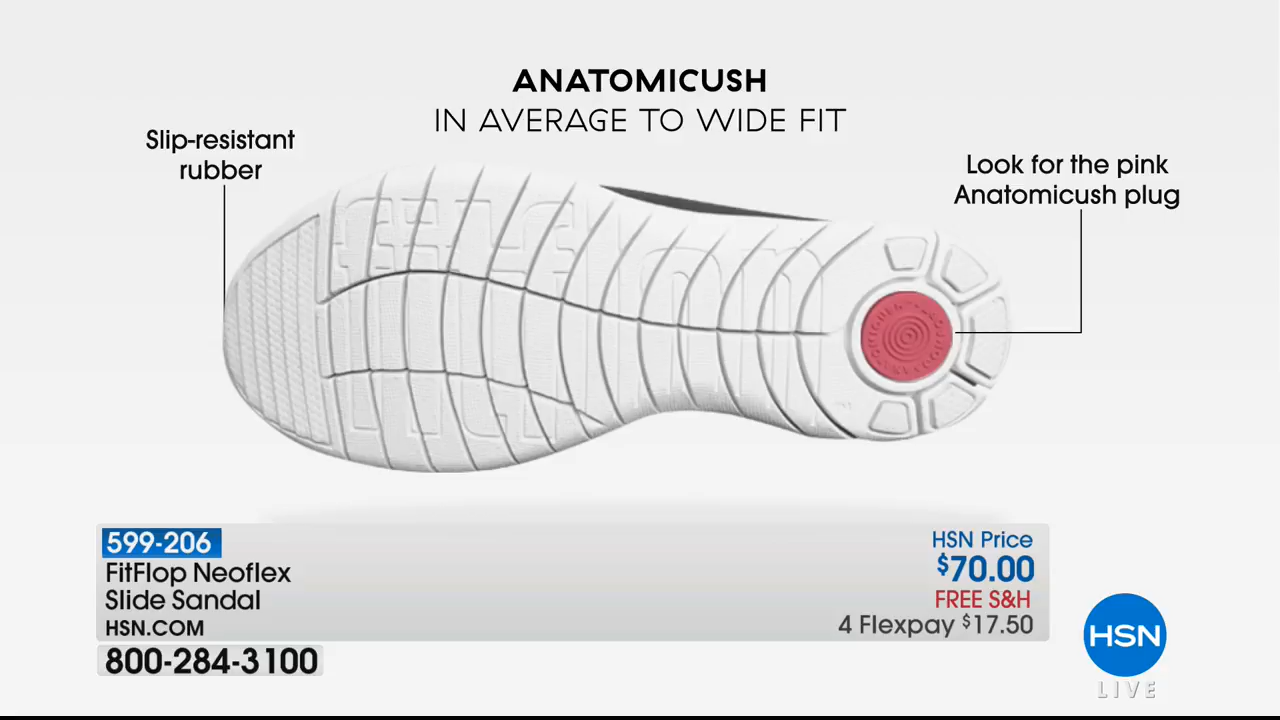 ANATOMICUSH
IN AVERAGE TO WIDE FIT
Slip-resistant
rubber
Look for the pink
Anatomicush plug
599-206
FitFlop Neoflex
Slide Sandal
HSN.COM
800-284-3100
HSN Price
$70.00
FREE S&H
4 Flexpay $17.50
HSN
LIVE